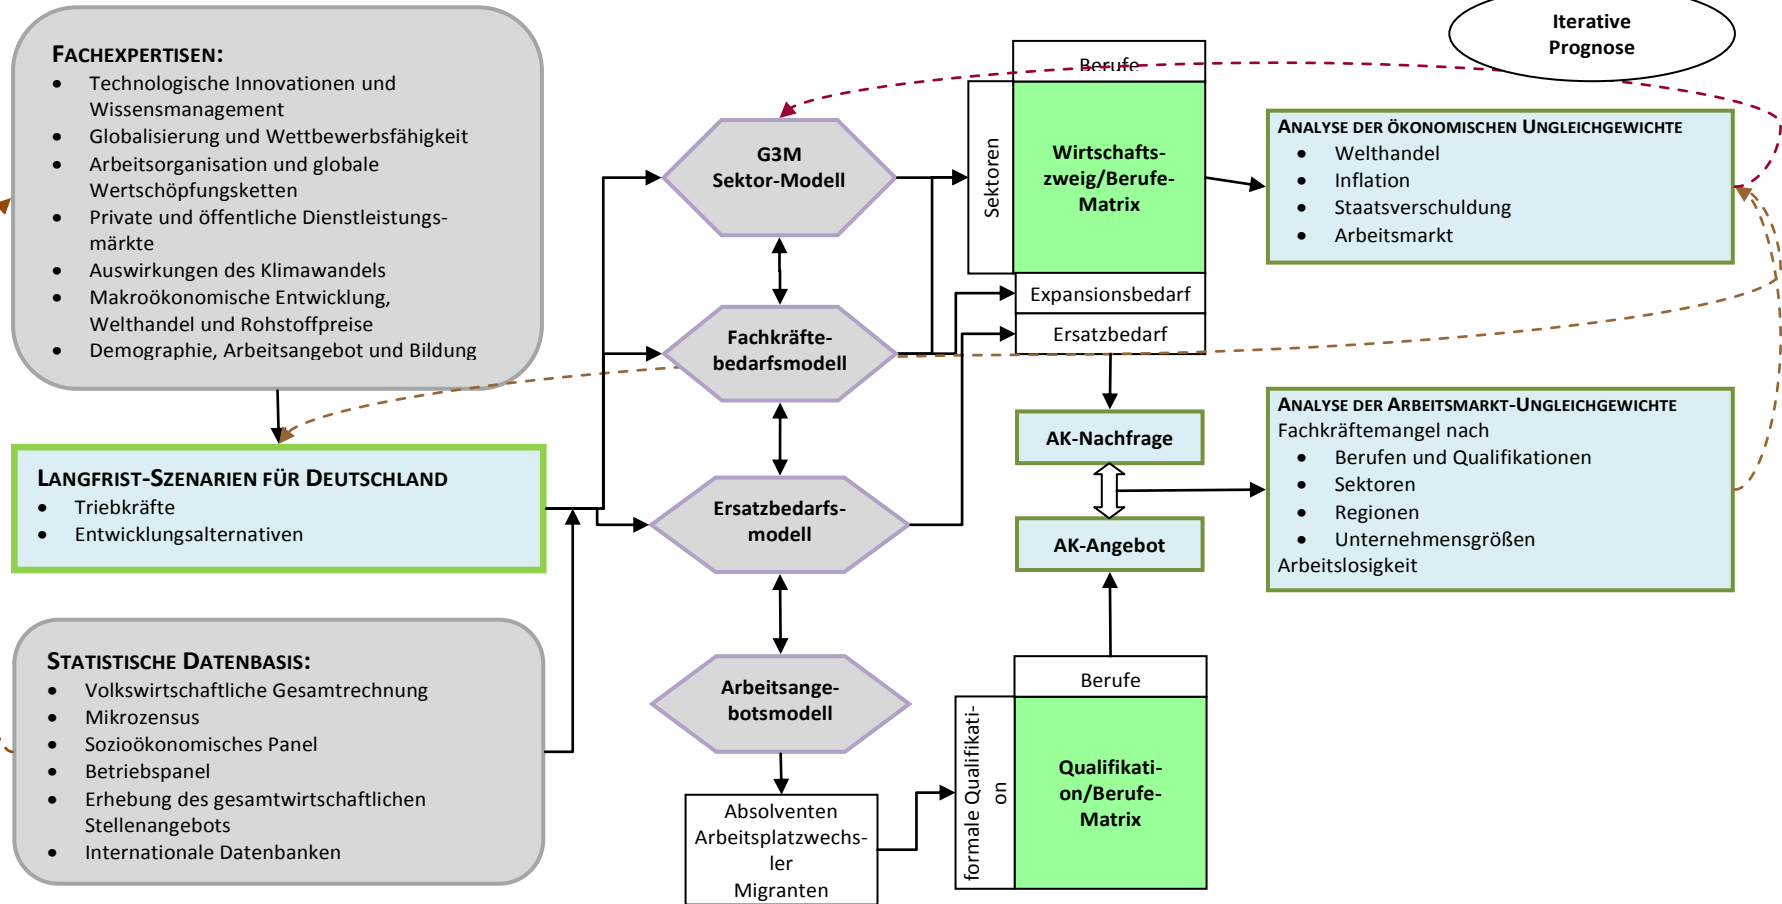 FACHEXPERTISEN:
• Technologische Innovationen und
Wissensmanagement
• Globalisierung und Wettbewerbsfähigkeit
• Arbeitsorganisation und globale
Wertschöpfungsketten
• Private und öffentliche Dienstleistungs-
märkte
• Auswirkungen des Klimawandels
• Makroökonomische Entwicklung,
Welthandel und Rohstoffpreise
• Demographie, Arbeitsangebot und Bildung
LANGFRIST-SZENARIEN FÜR DEUTSCHLAND
• Triebkräfte
• Entwicklungsalternativen
STATISTISCHE DATENBASIS:
• Volkswirtschaftliche Gesamtrechnung
• Mikrozensus
• Sozioökonomisches Panel
• Betriebspanel
• Erhebung des gesamtwirtschaftlichen
Stellenangebots
• Internationale Datenbanken
G3M
Sektor-Modell
Fachkräfte-
bedarfsmodell
Ersatzbedarfs-
modell
Arbeitsange-
botsmodell
Absolventen
Arbeitsplatzwechs-
ler
Migranten
Berufe
Sektoren
Wirtschafts-
zweig/Berufe-
Matrix
Expansionsbedarf
Ersatzbedarf
AK-Nachfrage
AK-Angebot
Berufe
formale Qualifikati-
on
Qualifikati-
on/Berufe-
Matrix
Iterative
Prognose
ANALYSE DER ÖKONOMISCHEN UNGLEICHGEWICHTE
• Welthandel
• Inflation
• Staatsverschuldung
• Arbeitsmarkt
ANALYSE DER ARBEITSMARKT-UNGLEICHGEWICHTE
Fachkräftemangel nach
• Berufen und Qualifikationen
• Sektoren
• Regionen
• Unternehmensgrößen
Arbeitslosigkeit